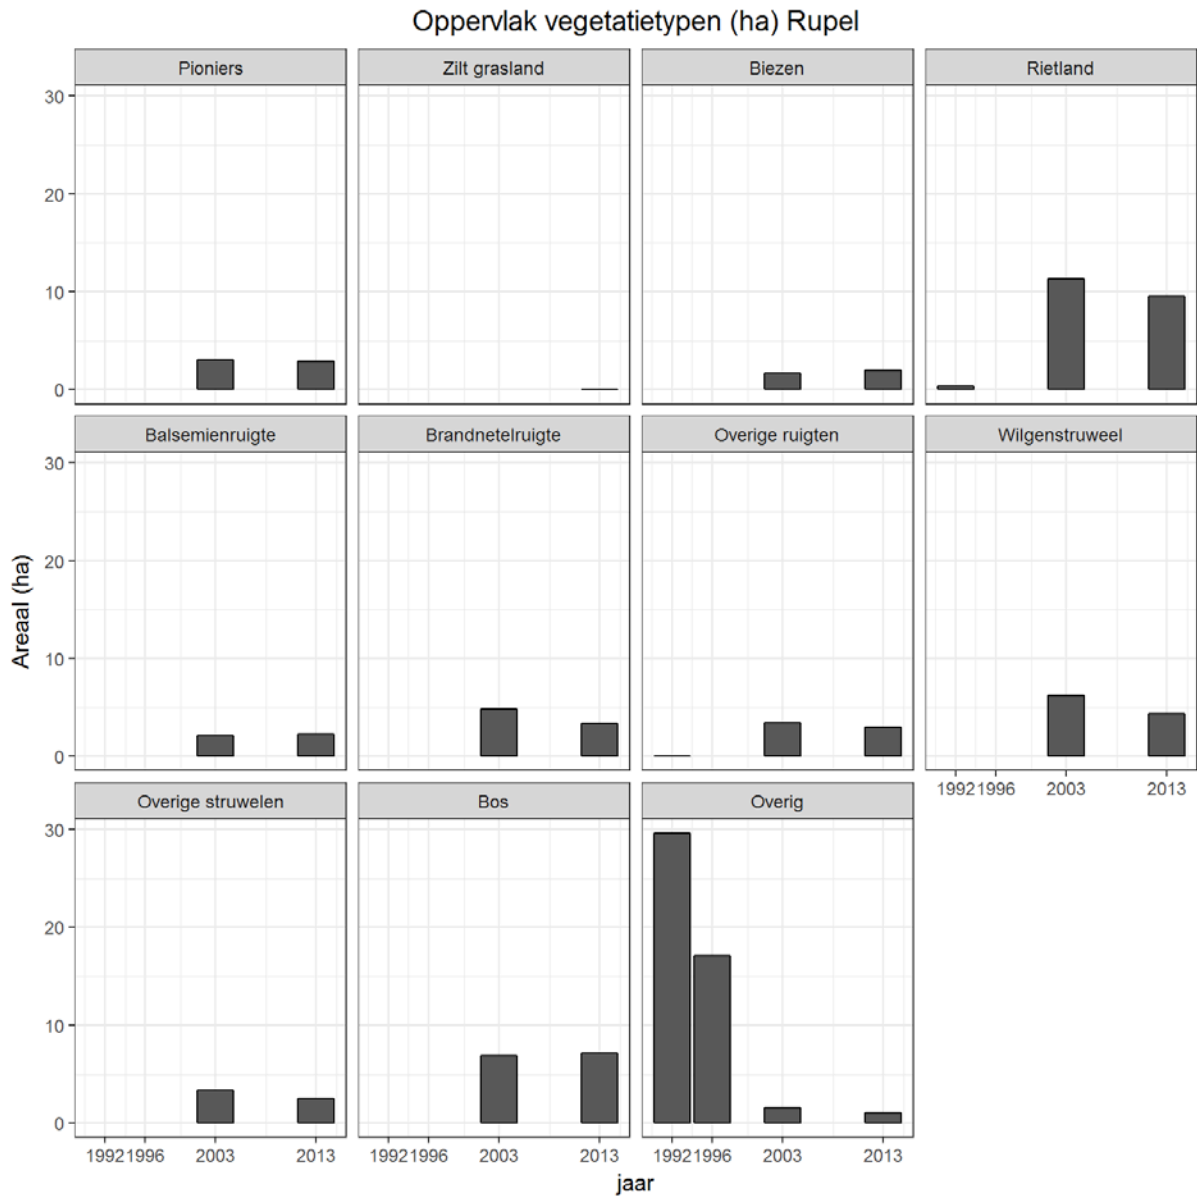 Oppervlak vegetatietypen (ha) Rupel
Pioniers Zilt grasland Biezen Rietland
30
20
10
0
Balsemienruigte Brandnetelruigte Overige ruigten Wilgenstruweel
30
20
10
0
1992 1996 2003 2013
Overige struwelen Bos Overig
30
20
10
0
1992 1996 2003 2013 1992 1996 2003 2013 1992 1996 2003 2013
jaar
Areaal (ha)